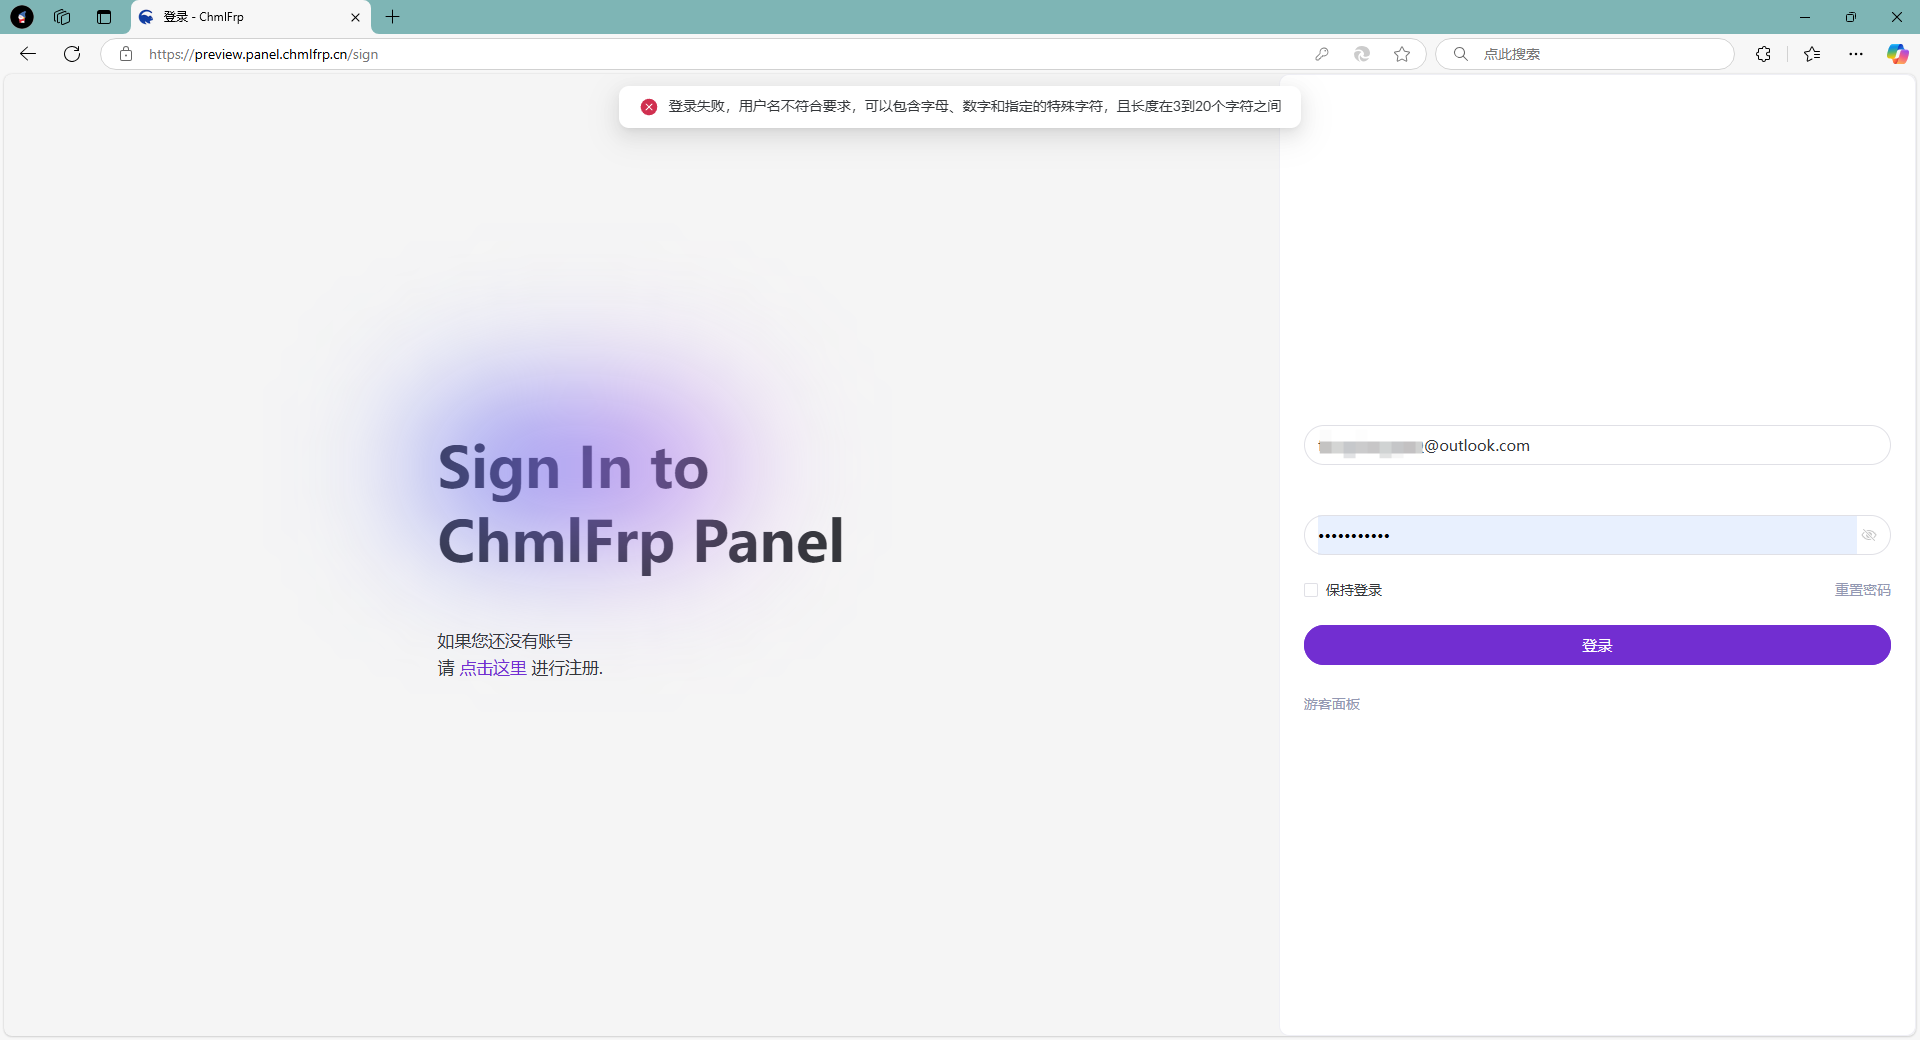 登录 - ChmlFrp
https://preview.panel.chmlfrp.cn/sign
点此搜索
登录失败，用户名不符合要求，可以包含字母、数字和指定的特殊字符，且长度在3到20个字符之间
Sign In to
ChmlFrp Panel
如果您还没有账号
请 点击这里 进行注册.
@outlook.com
•••••••••••
保持登录
重置密码
登录
游客面板